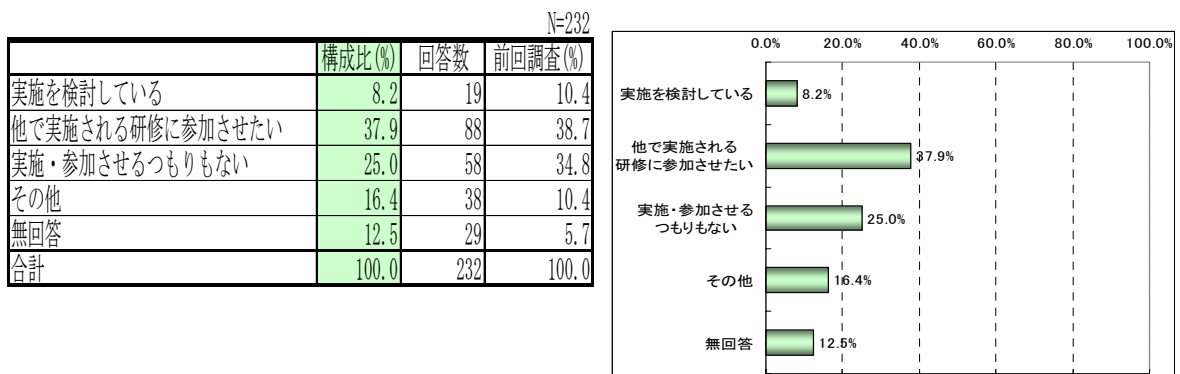 N=232
構成比(%) 回答数 前回調査(%)
実施を検討している 8.2 19 10.4
他で実施される研修に参加させたい 37.9 88 38.7
実施・参加させるつもりもない 25.0 58 34.8
その他 16.4 38 10.4
無回答 12.5 29 5.7
合計 100.0 232 100.0
0.0% 20.0% 40.0% 60.0% 80.0% 100.0%
実施を検討している 8.2%
他で実施される
研修に参加させたい 37.9%
実施・参加させる
つもりもない 25.0%
その他 16.4%
無回答 12.5%